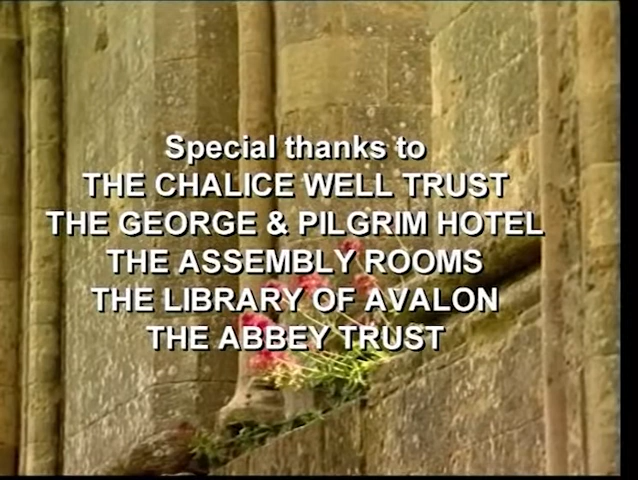 Special thanks to
THE CHALICE WELL TRUST
THE GEORGE & PILGRIM HOTEL
THE ASSEMBLY ROOMS
THE LIBRARY OF AVALON
THE ABBEY TRUST